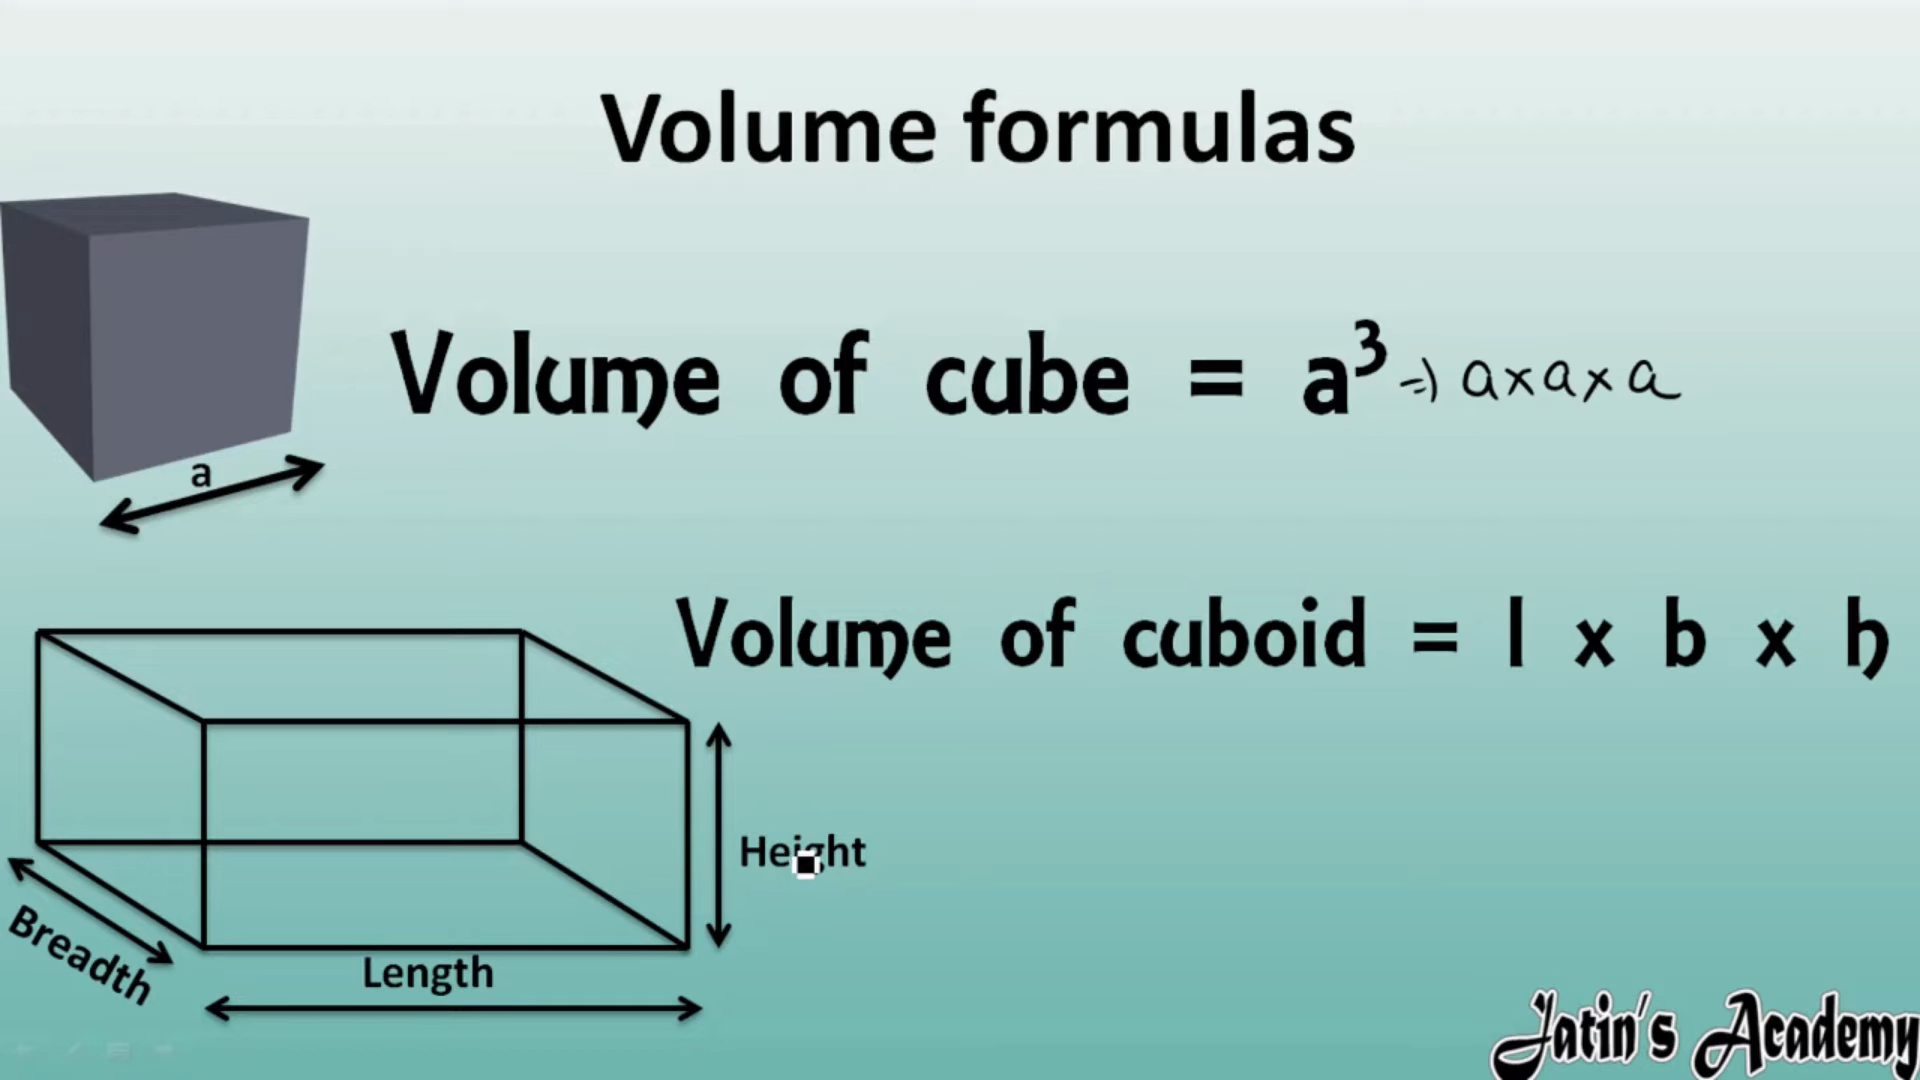 Volume formulas
Volume of cube = a³ ⇒ a×a×a
a
Volume of cuboid = l x b x h
Height
Breadth
Length
Jatin's Academy